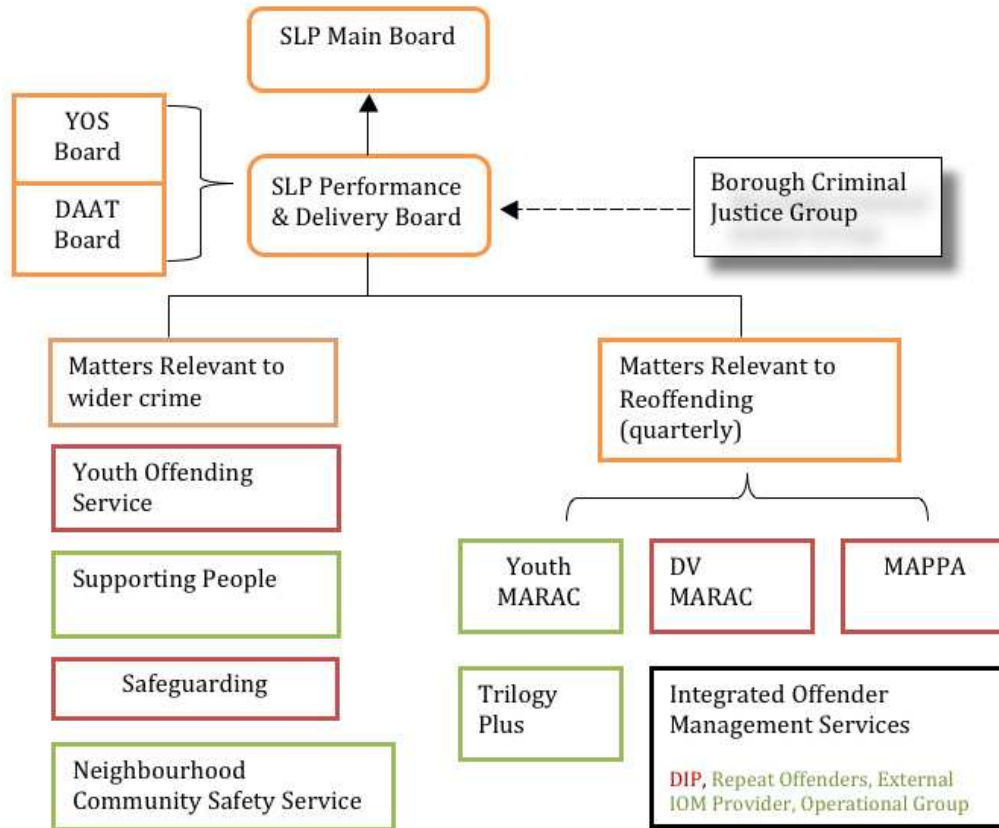 SLP Main Board
YOS
Board
DAAT
Board
SLP Performance
& Delivery Board
Borough Criminal
Justice Group
Matters Relevant to
wider crime
Youth Offending
Service
Supporting People
Safeguarding
Neighbourhood
Community Safety Service
Matters Relevant to
Reoffending
(quarterly)
Youth
MARAC
DV
MARAC
MAPPA
Trilogy
Plus
Integrated Offender
Management Services
DIP, Repeat Offenders, External
IOM Provider, Operational Group